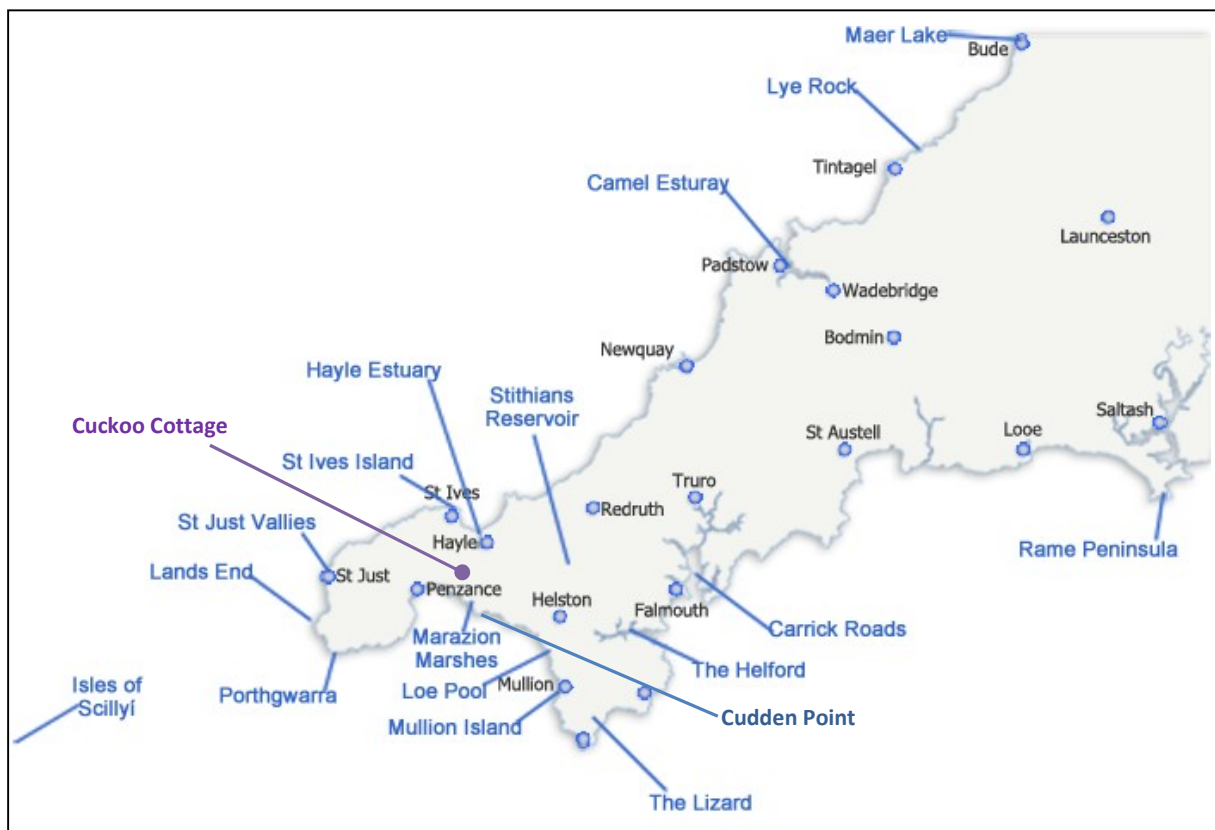 Maer Lake
Bude
Lye Rock
Tintagel
Camel Esturay
Launceston
Padstow
Wadebridge
Bodmin
Newquay
Hayle Estuary
Stithians
Reservoir
Cuckoo Cottage
Saltash
St Austell
Looe
St Ives Island
St Ives
Truro
Redruth
St Just Vallies
Hayle
Rame Peninsula
Lands End
St Just
Penzance
Helston
Falmouth
Carrick Roads
Marazion
Marshes
The Helford
Isles of
Scillyí
Porthgwarra
Loe Pool
Mullion
Mullion Island
Cudden Point
The Lizard